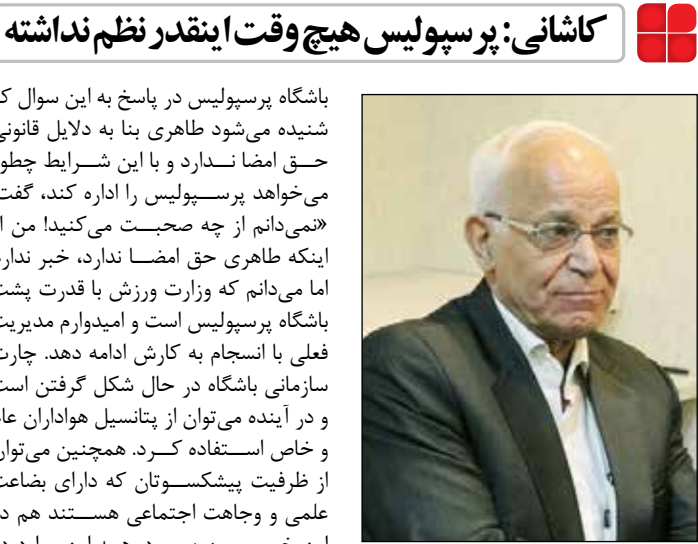 کاشانی: پرسپولیس هیچ وقت اینقدر نظم نداشته
باشگاه پرسپولیس در پاسخ به این سوال که
شنیده می‌شود طاهری بنا به دلایل قانونی
حق امضا ندارد و با این شرایط چطور
می‌خواهد پرسپولیس را اداره کند، گفت:
«نمی‌دانم از چه صحبت می‌کنید! من از
اینکه طاهری حق امضا ندارد، خبر ندارم
اما می‌دانم که وزارت ورزش با قدرت پشت
باشگاه پرسپولیس است و امیدوارم مدیریت
فعلی با انسجام به کارش ادامه دهد. چارت
سازمانی باشگاه در حال شکل گرفتن است
و در آینده می‌توان از پتانسیل هواداران عام
و خاص استفاده کرد. همچنین می‌توان
از ظرفیت پیشکسوتان که دارای بضاعت
علمی و وجاهت اجتماعی هستند هم در